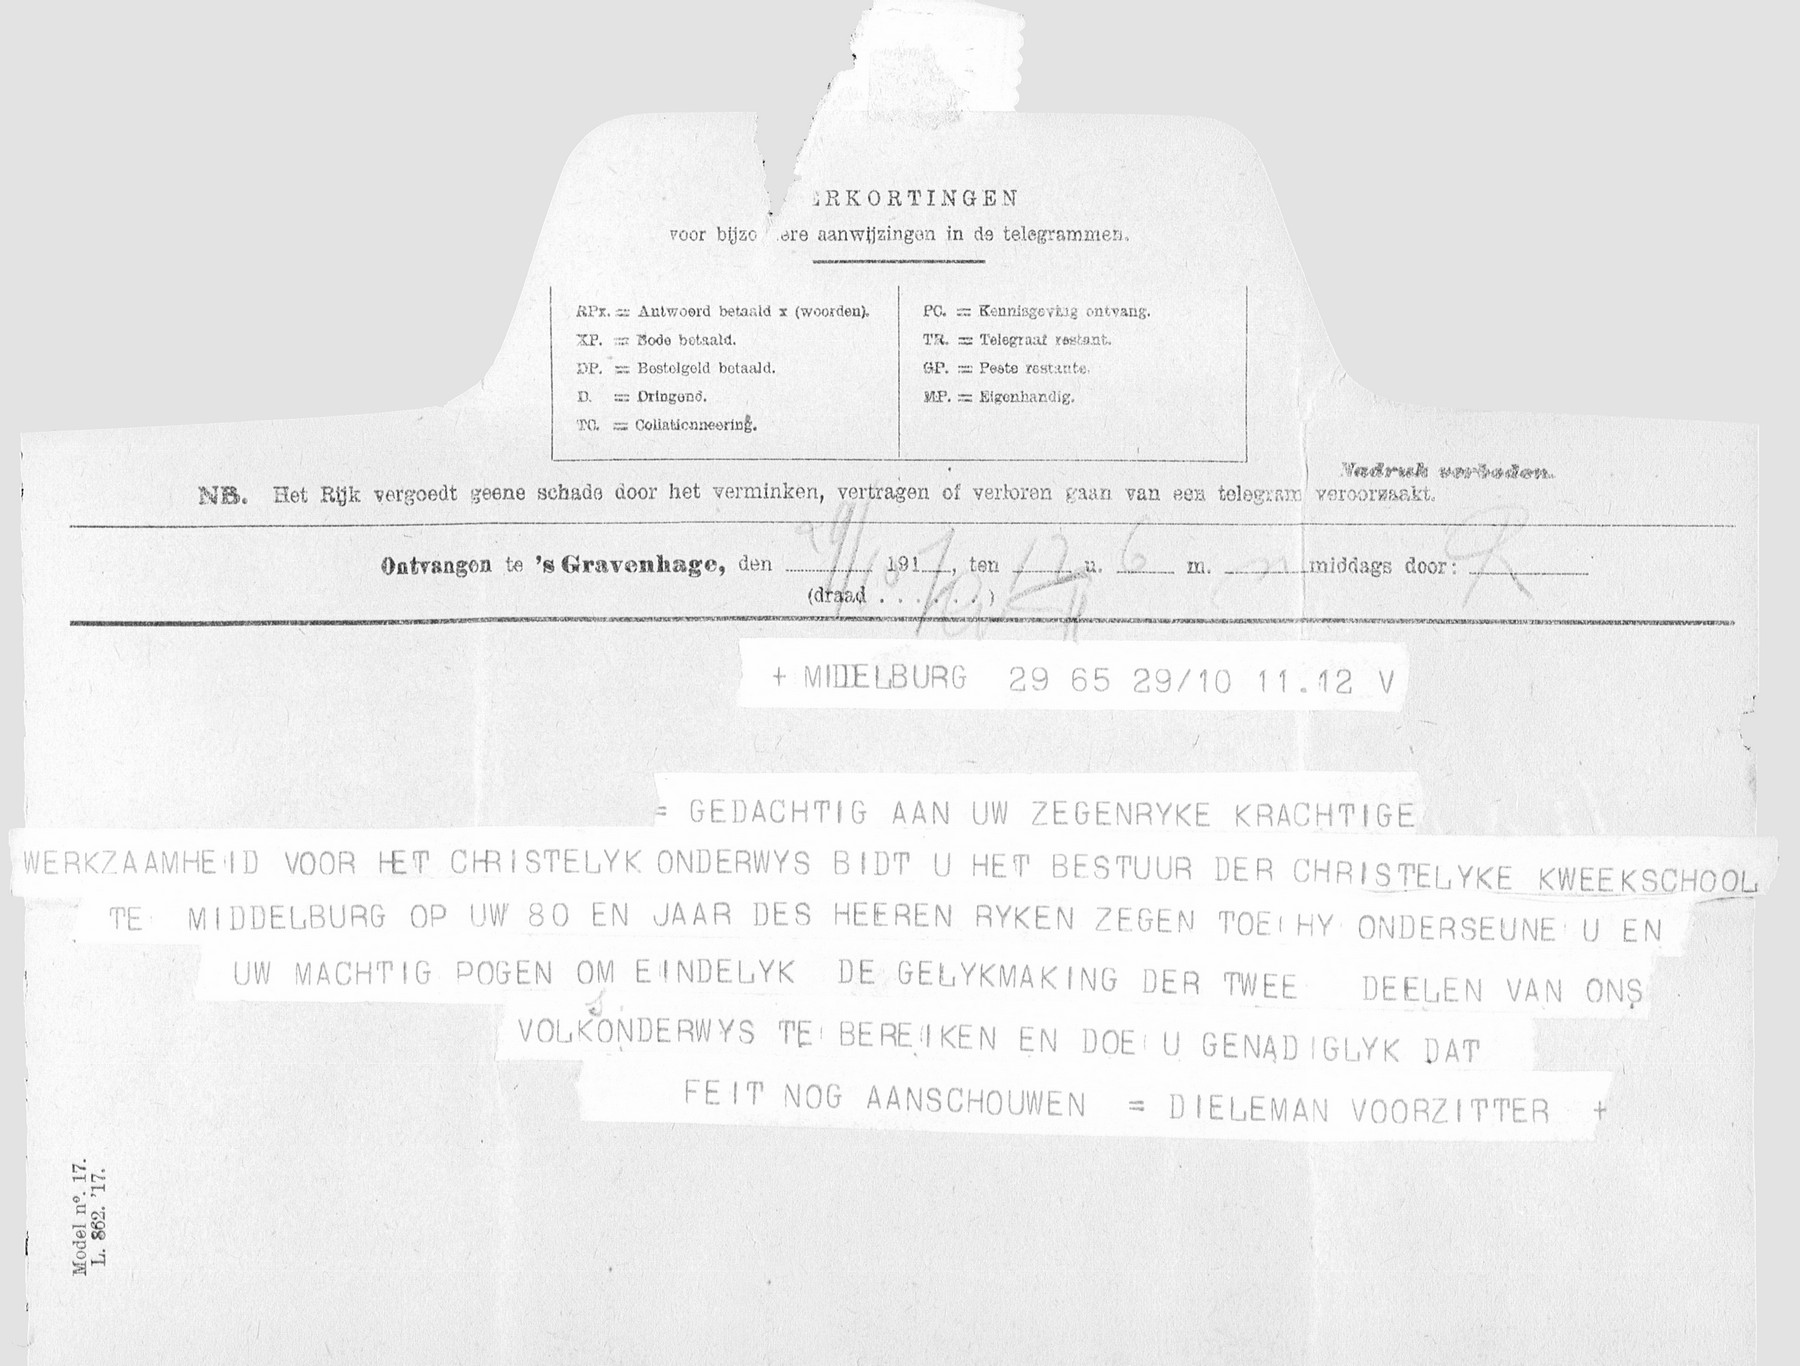 ERKORTINGEN
voor bijzo ere aanwijzingen in de telegrammen.
RPx. = Antwoord betaald x (woorden).
XP. = Bode betaald.
DP. = Bestelgeld betaald.
D. = Dringend.
TC. = Collationneering.
PC. = Kennisgeving ontvang.
TR. = Telegraaf restant.
GP. = Poste restante.
MP. = Eigenhandig.
Nadruk verboden.
NB. Het Rijk vergoedt geene schade door het verminken, vertragen of verloren gaan van een telegram veroorzaakt.
Ontvangen te 's Gravenhage, den 29/10 1917, ten 12 u. 6 m. n middags door: R
(draad . . . . . . )
+ MIDDELBURG 29 65 29/10 11.12 V
= GEDACHTIG AAN UW ZEGENRYKE KRACHTIGE
WERKZAAMHEID VOOR HET CHRISTELYK ONDERWYS BIDT U HET BESTUUR DER CHRISTELYKE KWEEKSCHOOL
TE MIDDELBURG OP UW 80 EN JAAR DES HEEREN RYKEN ZEGEN TOE HY ONDERSEUNE U EN
UW MACHTIG POGEN OM EINDELYK DE GELYKMAKING DER TWEE DEELEN VAN ONS
VOLKSONDERWYS TE BEREIKEN EN DOE U GENADIGLYK DAT
FEIT NOG AANSCHOUWEN = DIELEMAN VOORZITTER +
Model nº. 17.
L. 862. '17.